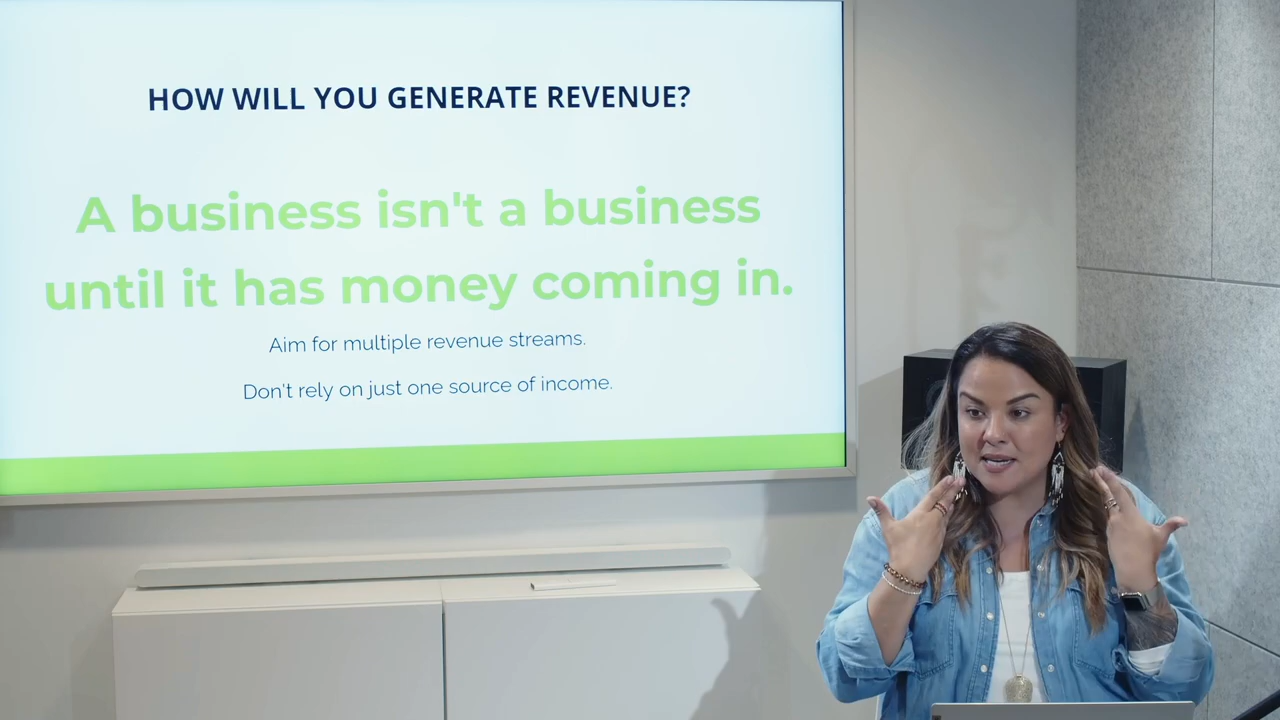 HOW WILL YOU GENERATE REVENUE?
A business isn't a business
until it has money coming in.
Aim for multiple revenue streams.
Don't rely on just one source of income.